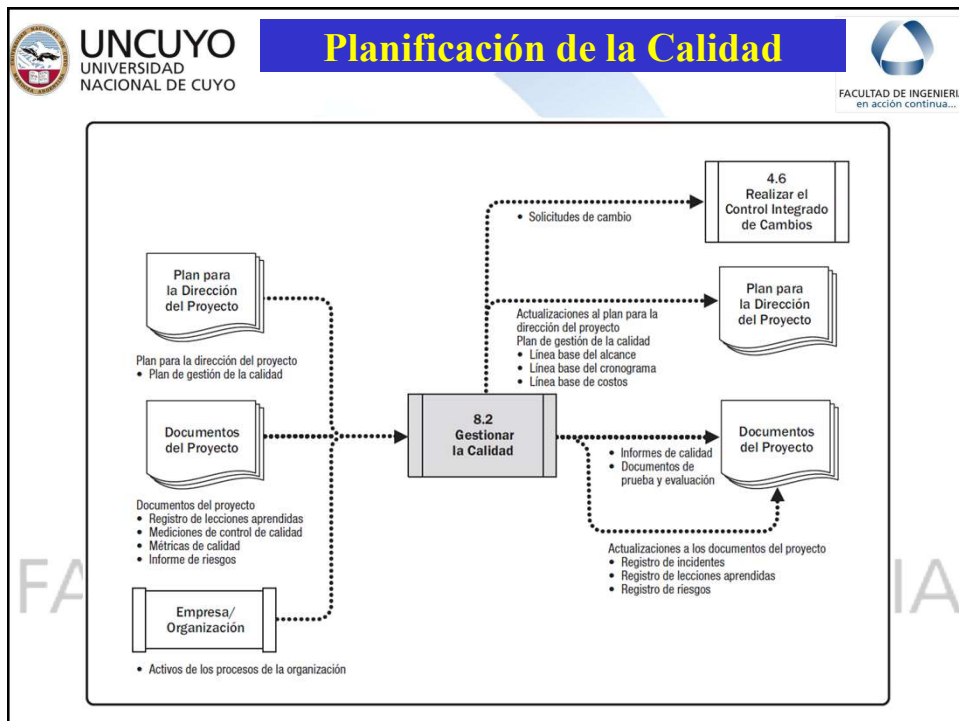 UNCUYO
UNIVERSIDAD
NACIONAL DE CUYO
Planificación de la Calidad
FACULTAD DE INGENIERIA
en acción continua...
4.6
Realizar el
Control Integrado
de Cambios
• Solicitudes de cambio
Plan para
la Dirección
del Proyecto
Plan para la dirección del proyecto
• Plan de gestión de la calidad
Plan para
la Dirección
del Proyecto
Actualizaciones al plan para la
dirección del proyecto
Plan de gestión de la calidad
• Línea base del alcance
• Línea base del cronograma
• Línea base de costos
8.2
Gestionar
la Calidad
Documentos
del Proyecto
Documentos del proyecto
• Registro de lecciones aprendidas
• Mediciones de control de calidad
• Métricas de calidad
• Informe de riesgos
Documentos
del Proyecto
• Informes de calidad
• Documentos de
prueba y evaluación
Actualizaciones a los documentos del proyecto
• Registro de incidentes
• Registro de lecciones aprendidas
• Registro de riesgos
Empresa/
Organización
• Activos de los procesos de la organización
FA
IA